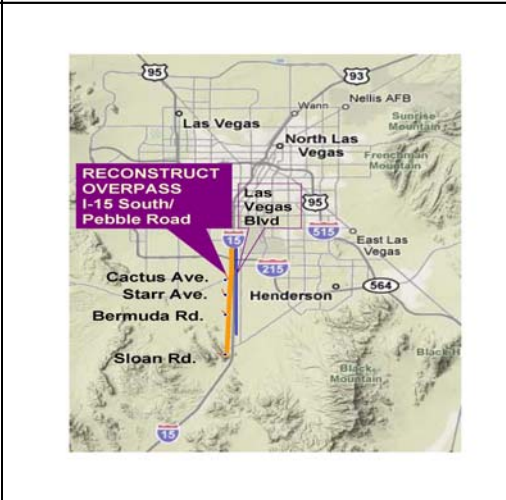 95
93
Nellis AFB
Wann
Las Vegas
Sunrise
Mountain
North Las
Vegas
Frenchman
Mountain
RECONSTRUCT
OVERPASS
I-15 South/
Pebble Road
Las
Vegas
Blvd
95
515
15
East Las
Vegas
215
Cactus Ave.
Starr Ave.
Henderson
564
Bermuda Rd.
Sloan Rd.
Black
Mountain
15